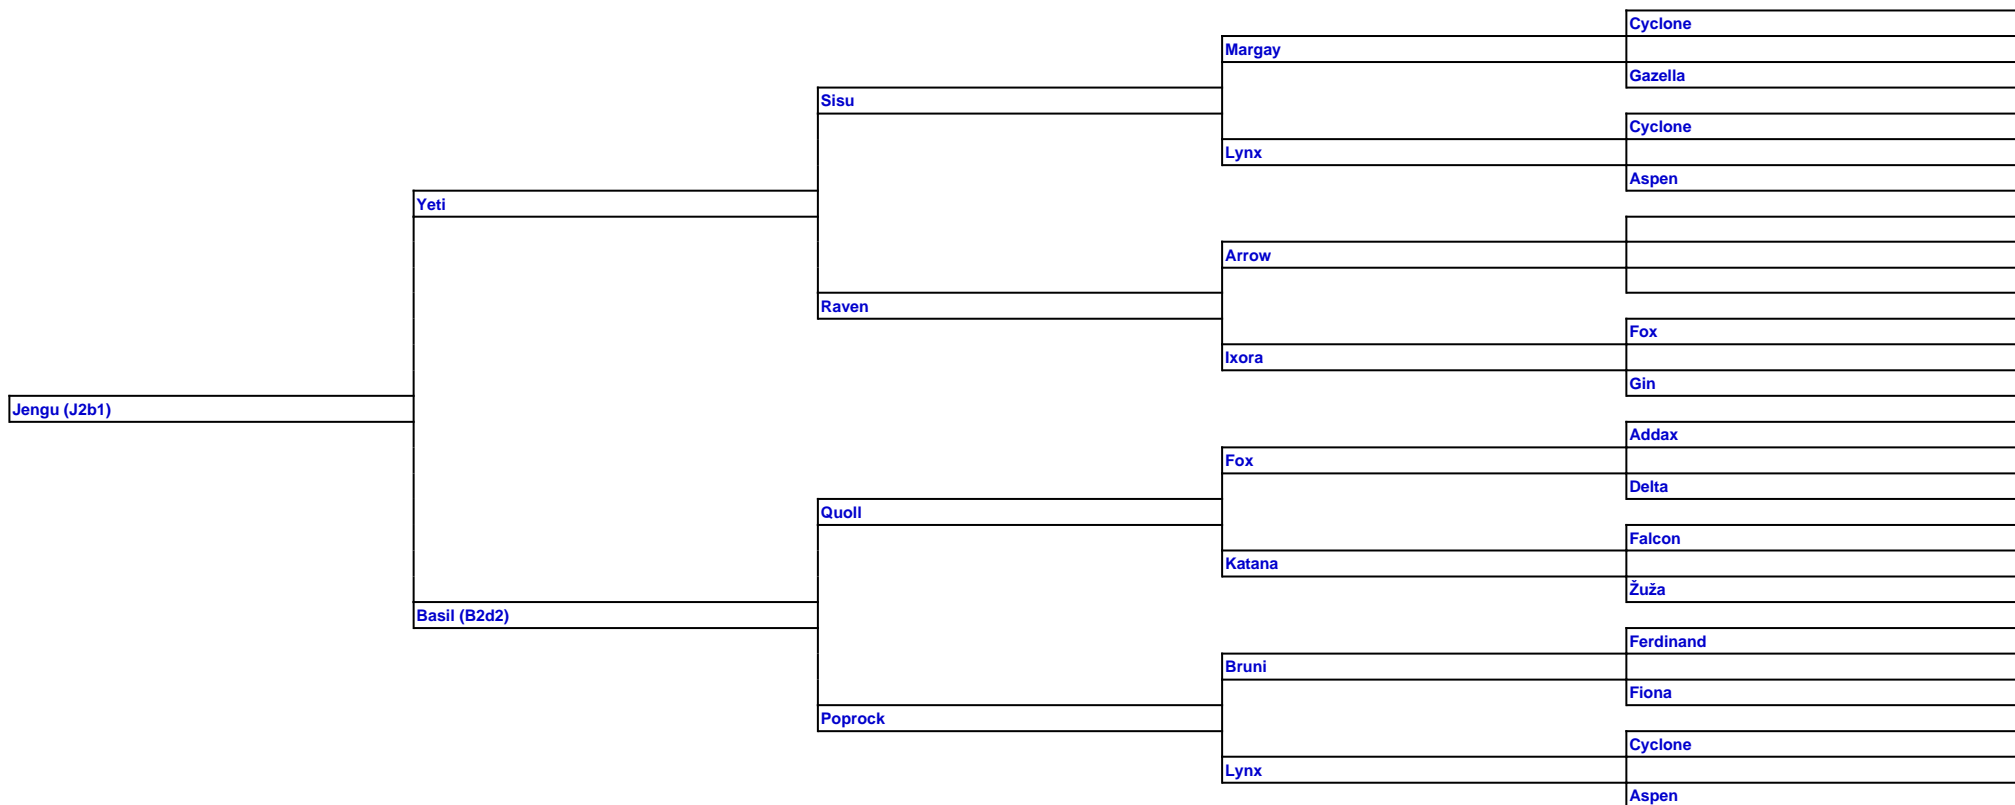 Cyclone
Margay
Gazella
Sisu
Cyclone
Lynx
Aspen
Yeti
Arrow
Raven
Fox
Ixora
Gin
Jengu (J2b1)
Addax
Fox
Delta
Quoll
Falcon
Katana
Žuža
Basil (B2d2)
Ferdinand
Bruni
Fiona
Poprock
Cyclone
Lynx
Aspen